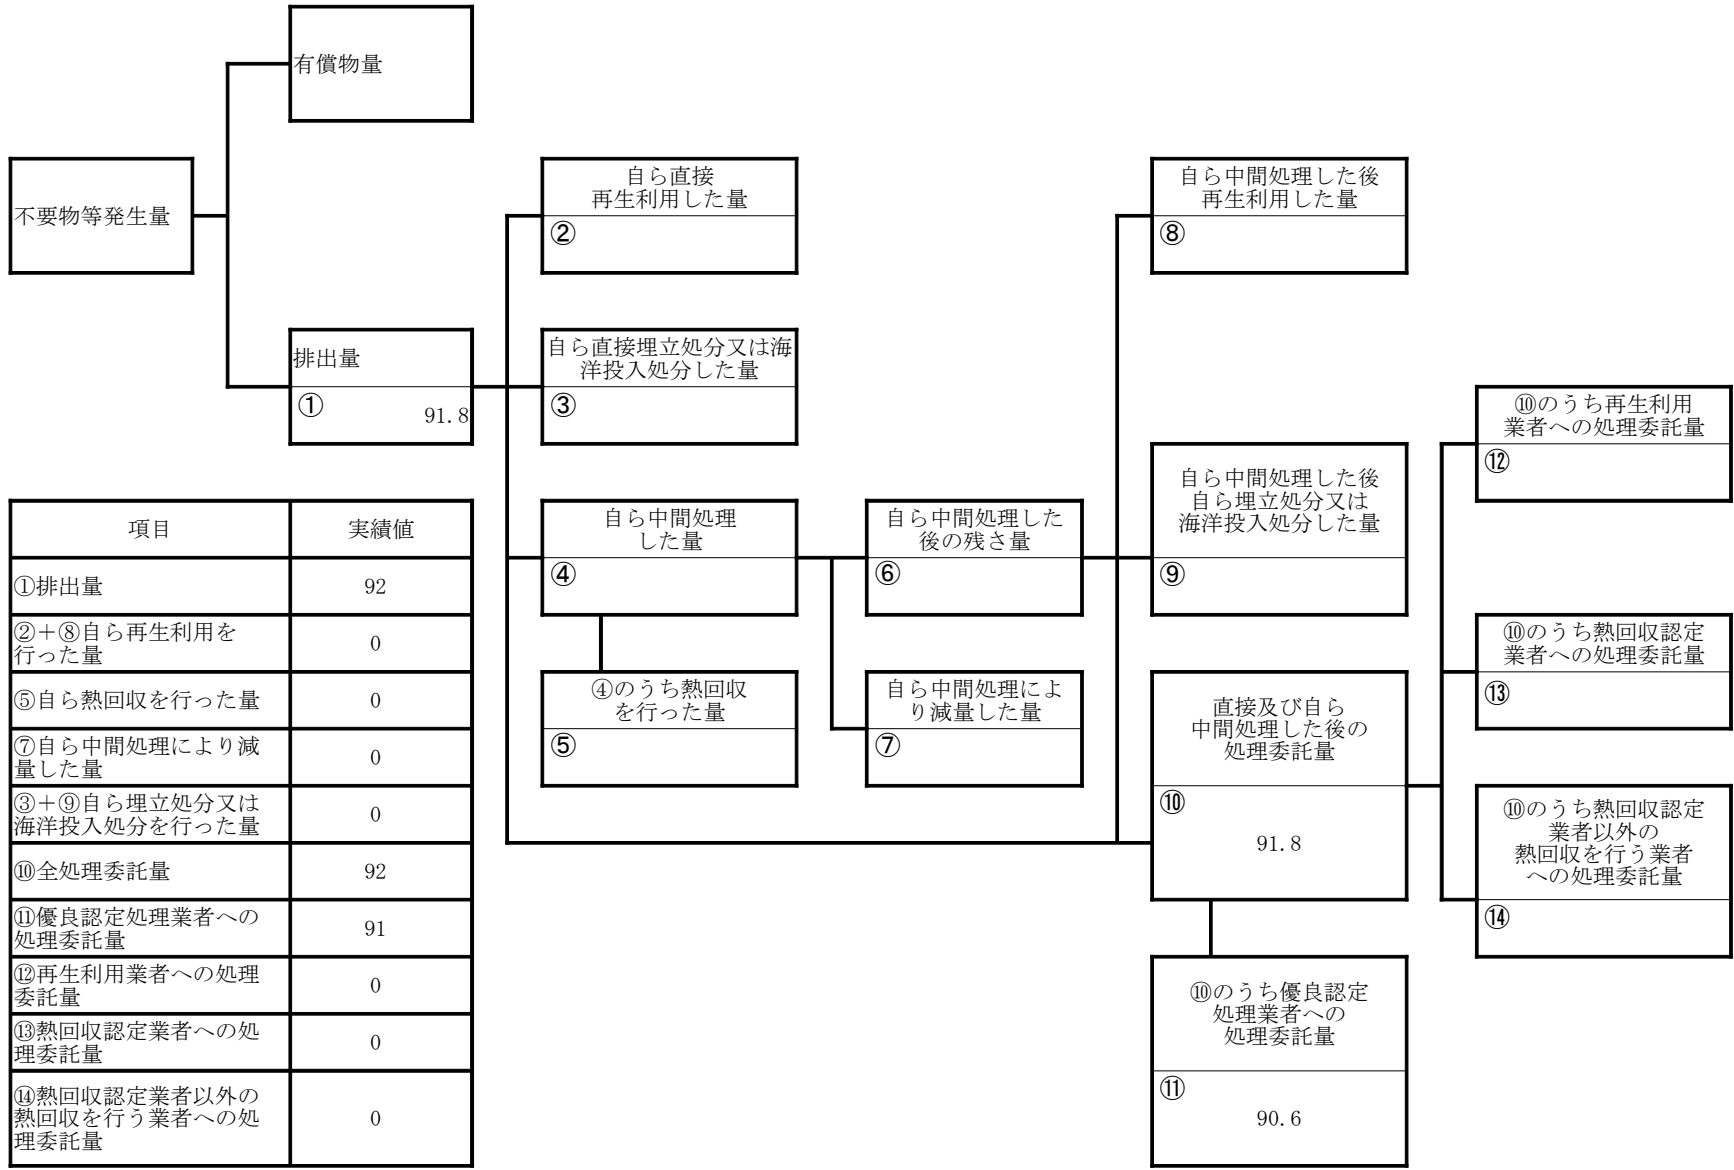 有償物量
不要物等発生量
自ら直接
再生利用した量
②
自ら中間処理した後
再生利用した量
⑧
排出量
①
91.8
自ら直接埋立処分又は海
洋投入処分した量
③
⑩のうち再生利用
業者への処理委託量
⑫
自ら中間処理
した量
④
自ら中間処理した
後の残さ量
⑥
自ら中間処理した後
自ら埋立処分又は
海洋投入処分した量
⑨
⑩のうち熱回収認定
業者への処理委託量
⑬
④のうち熱回収
を行った量
⑤
自ら中間処理によ
り減量した量
⑦
直接及び自ら
中間処理した後の
処理委託量
⑩
91.8
⑩のうち熱回収認定
業者以外の
熱回収を行う業者
への処理委託量
⑭
⑩のうち優良認定
処理業者への
処理委託量
⑪
90.6
項目
実績値
①排出量
92
②＋⑧自ら再生利用を
行った量
0
⑤自ら熱回収を行った量
0
⑦自ら中間処理により減
量した量
0
③＋⑨自ら埋立処分又は
海洋投入処分を行った量
0
⑩全処理委託量
92
⑪優良認定処理業者への
処理委託量
91
⑫再生利用業者への処理
委託量
0
⑬熱回収認定業者への処
理委託量
0
⑭熱回収認定業者以外の
熱回収を行う業者への処
理委託量
0